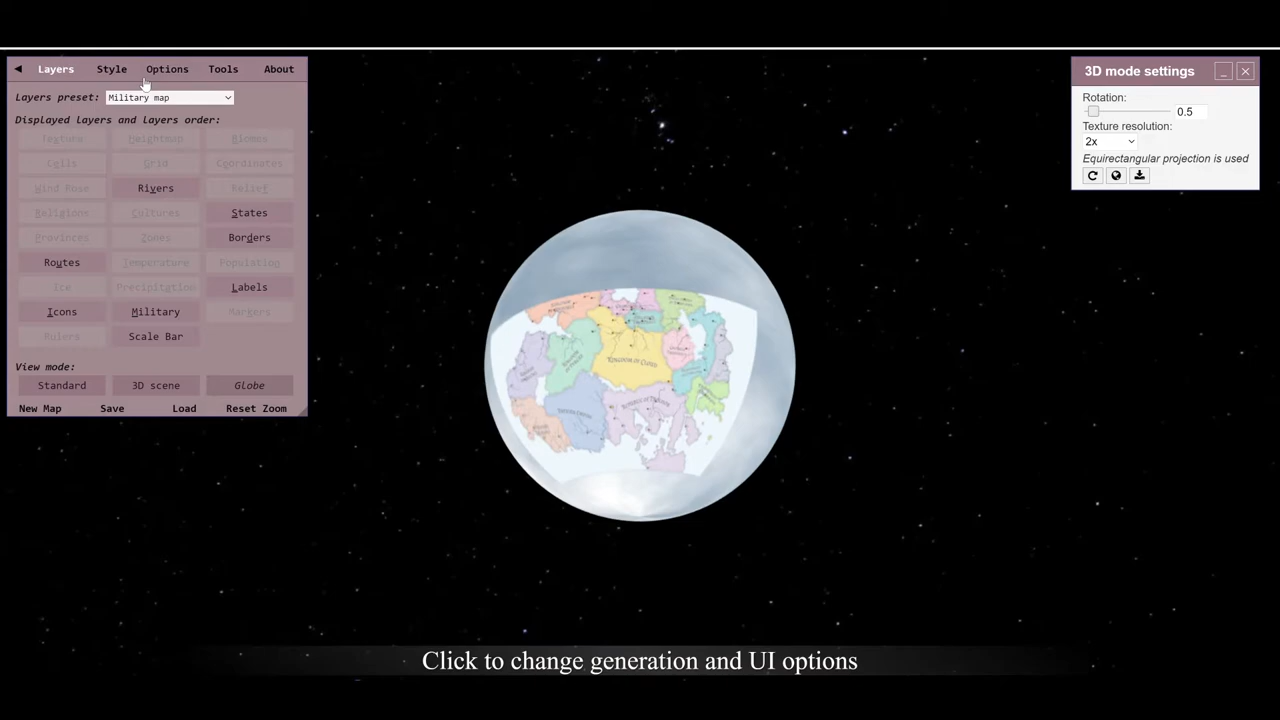 ◄ Layers Style Options Tools About
Layers preset: Military map
Displayed layers and layers order:
Texture Heightmap Biomes
Cells Grid Coordinates
Wind Rose Rivers Relief
Religions Cultures States
Provinces Zones Borders
Routes Temperature Population
Ice Precipitation Labels
Icons Military Markers
Rulers Scale Bar
View mode:
Standard 3D scene Globe
New Map Save Load Reset Zoom
3D mode settings
Rotation:
0.5
Texture resolution:
2x
Equirectangular projection is used
Click to change generation and UI options